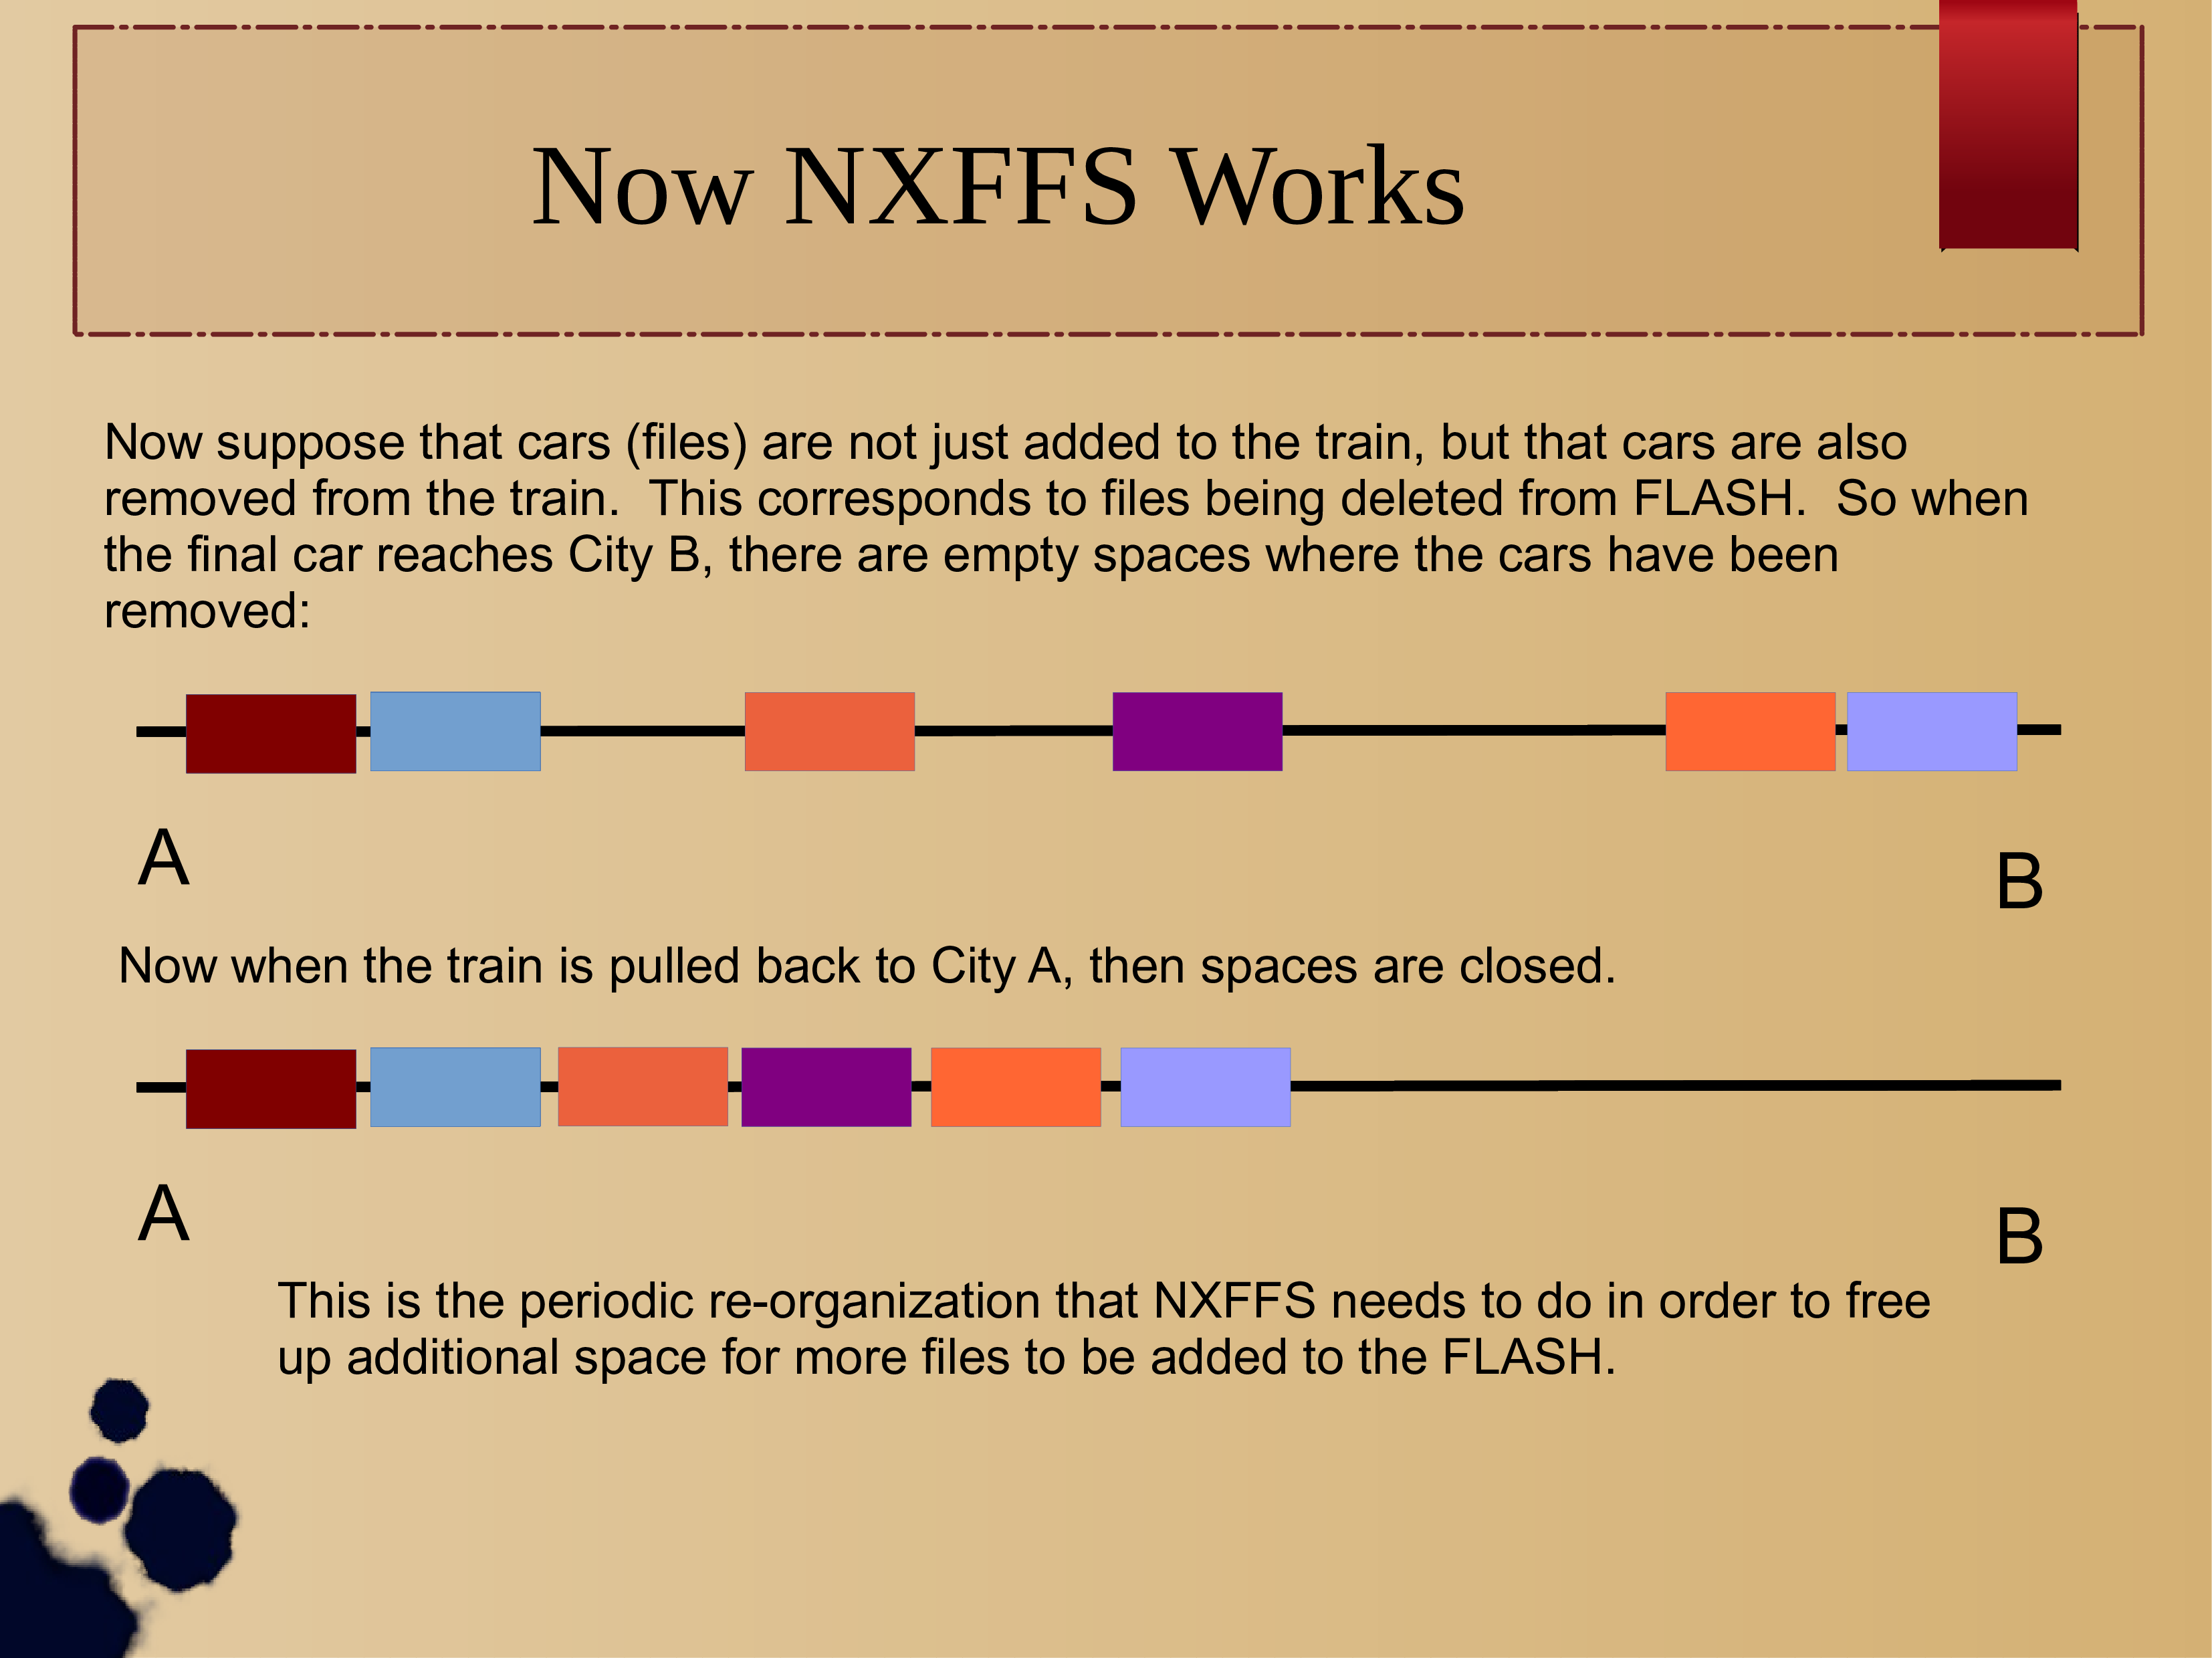 Now NXFFS Works
Now suppose that cars (files) are not just added to the train, but that cars are also
removed from the train.  This corresponds to files being deleted from FLASH.  So when
the final car reaches City B, there are empty spaces where the cars have been
removed:
A
B
Now when the train is pulled back to City A, then spaces are closed.
A
B
This is the periodic re-organization that NXFFS needs to do in order to free
up additional space for more files to be added to the FLASH.